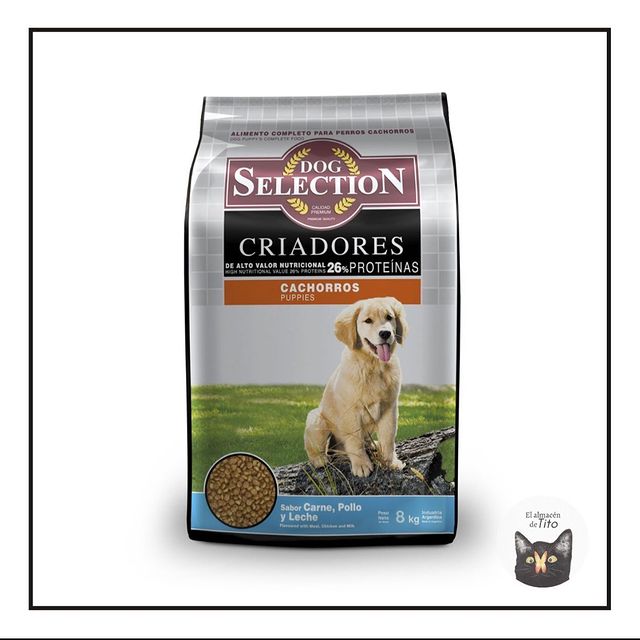 ALIMENTO COMPLETO PARA PERROS CACHORROS
DOG PUPPY'S COMPLETE FOOD
DOG
SELECTION
CALIDAD
PREMIUM
PREMIUM QUALITY
CRIADORES
DE ALTO VALOR NUTRICIONAL 26% PROTEÍNAS
HIGH NUTRITIONAL VALUE 26% PROTEINS
CACHORROS
PUPPIES
Sabor Carne, Pollo
y Leche
Flavoured with Meat, Chicken and Milk
Peso
Neto
8 kg
Industria
Argentina
El almacén
de Tito